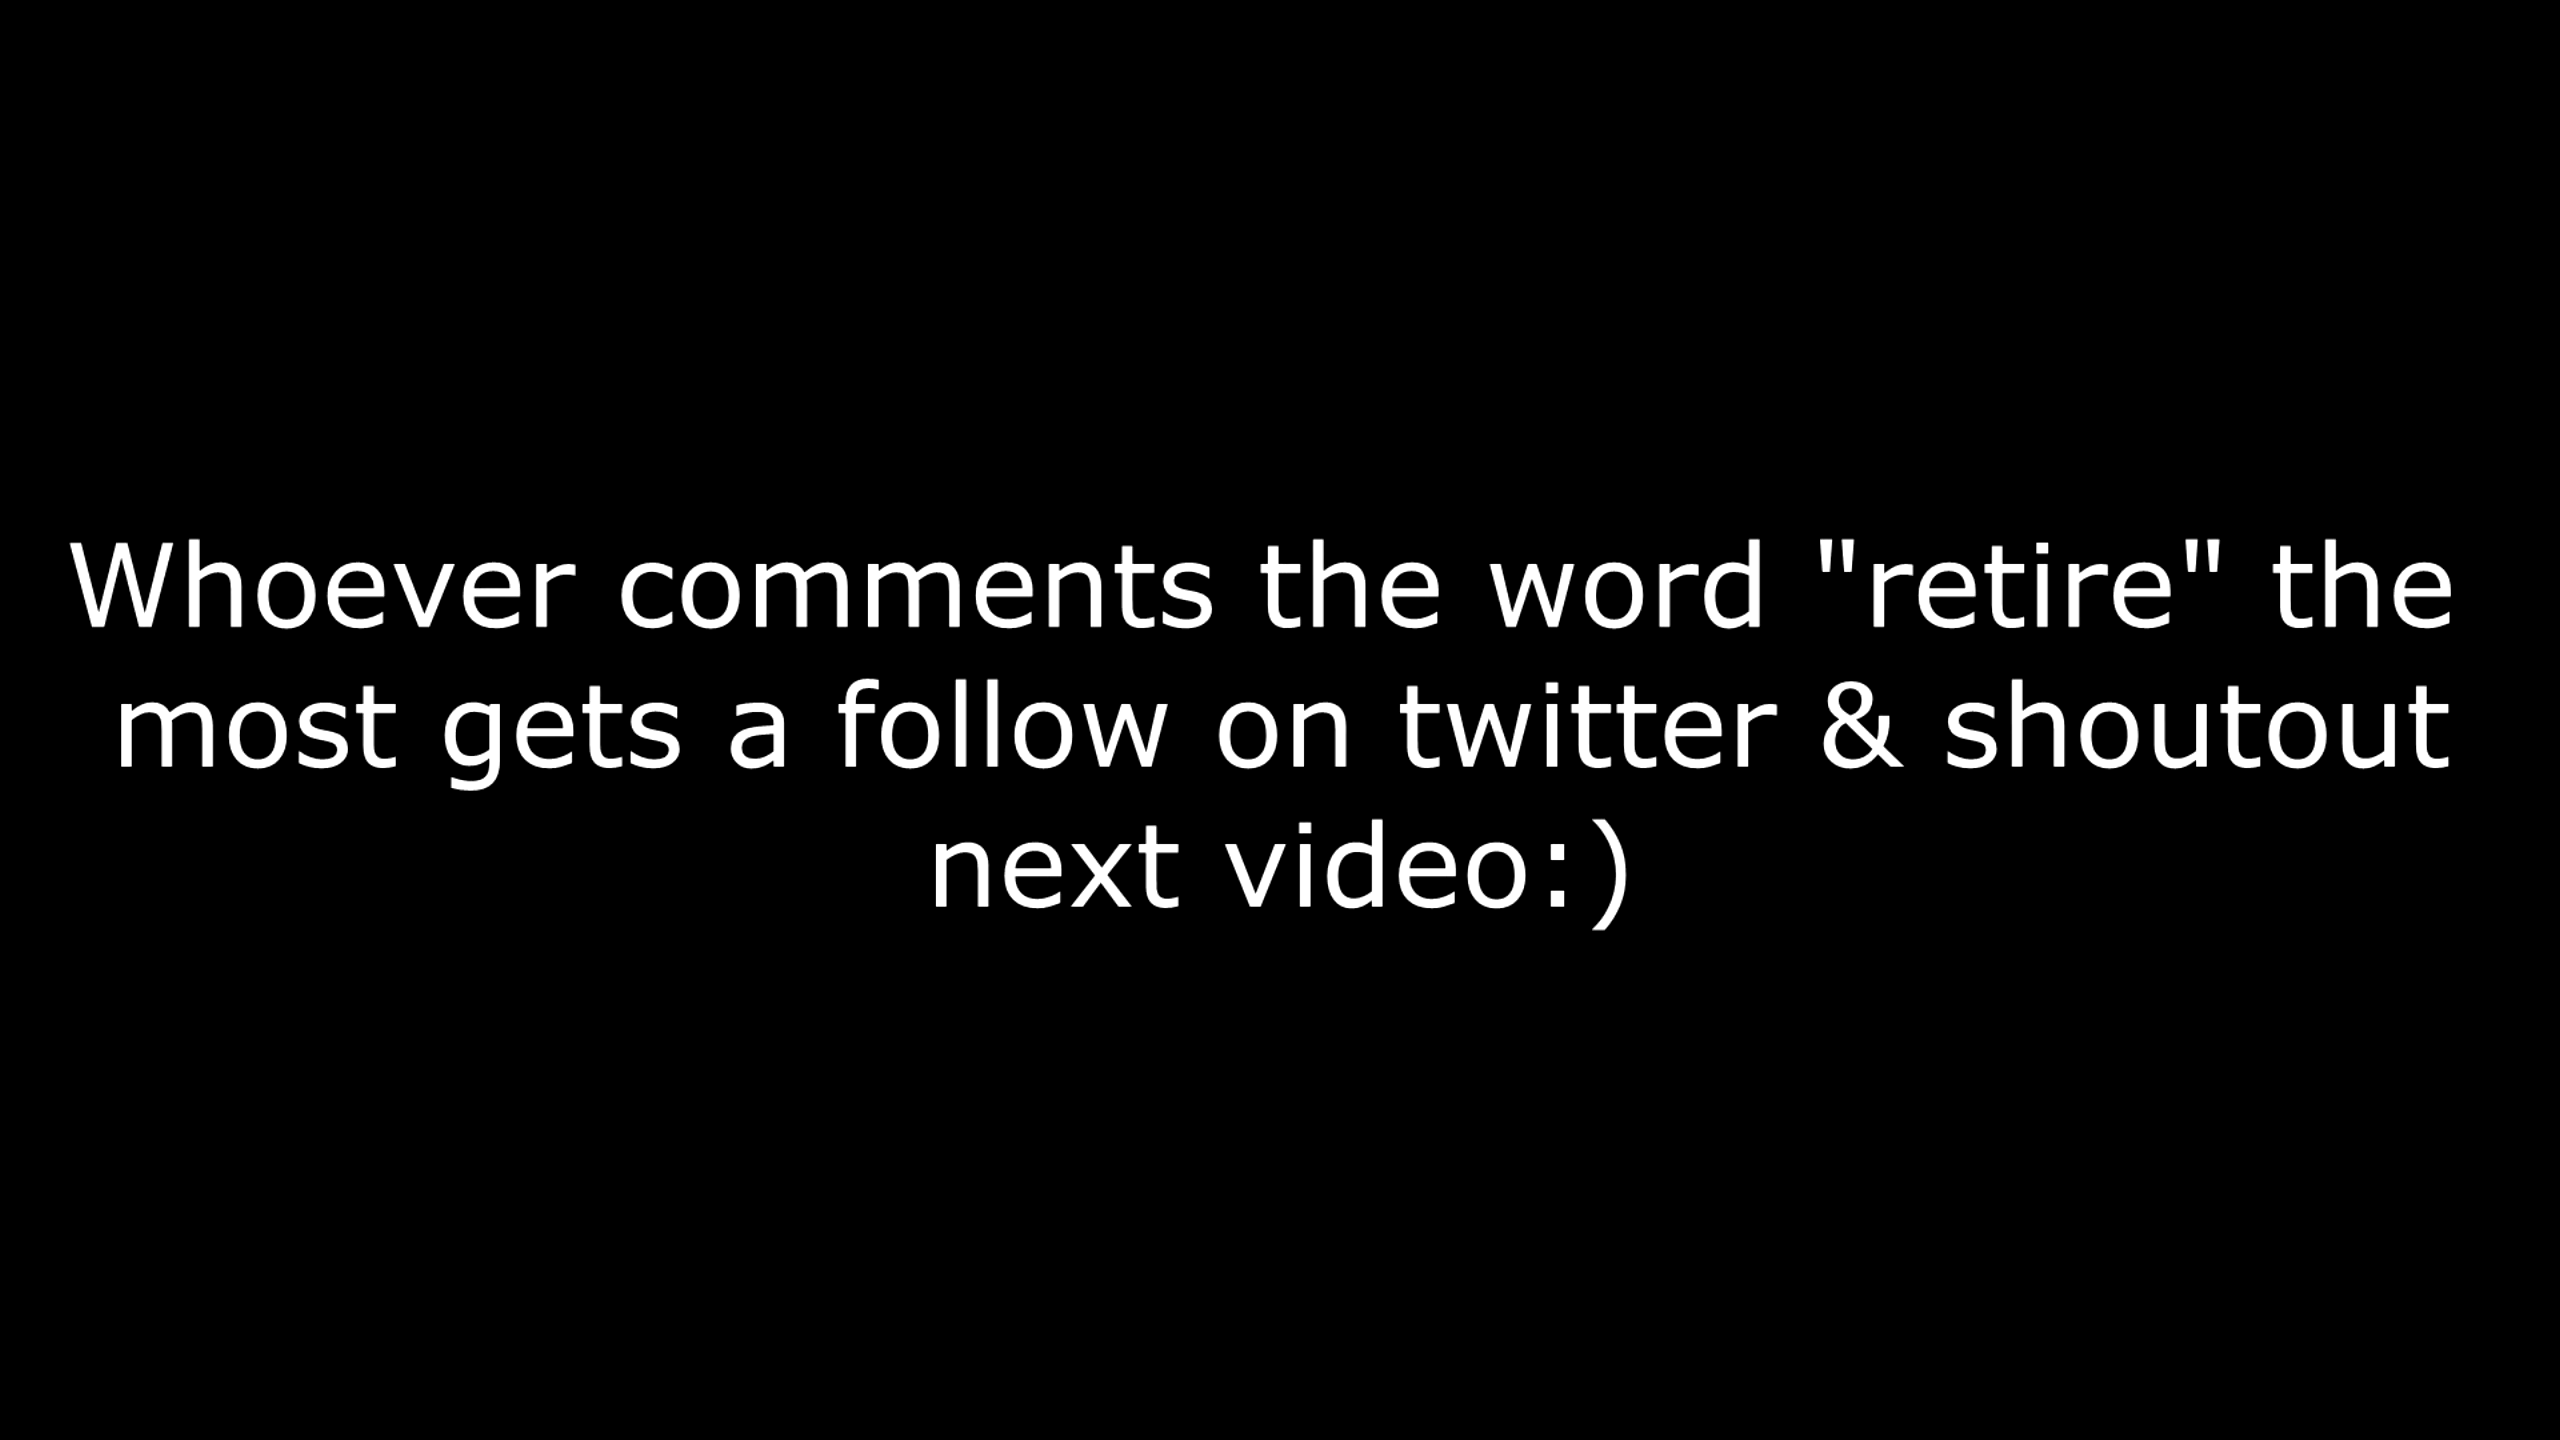 Whoever comments the word "retire" the
most gets a follow on twitter & shoutout
next video:)